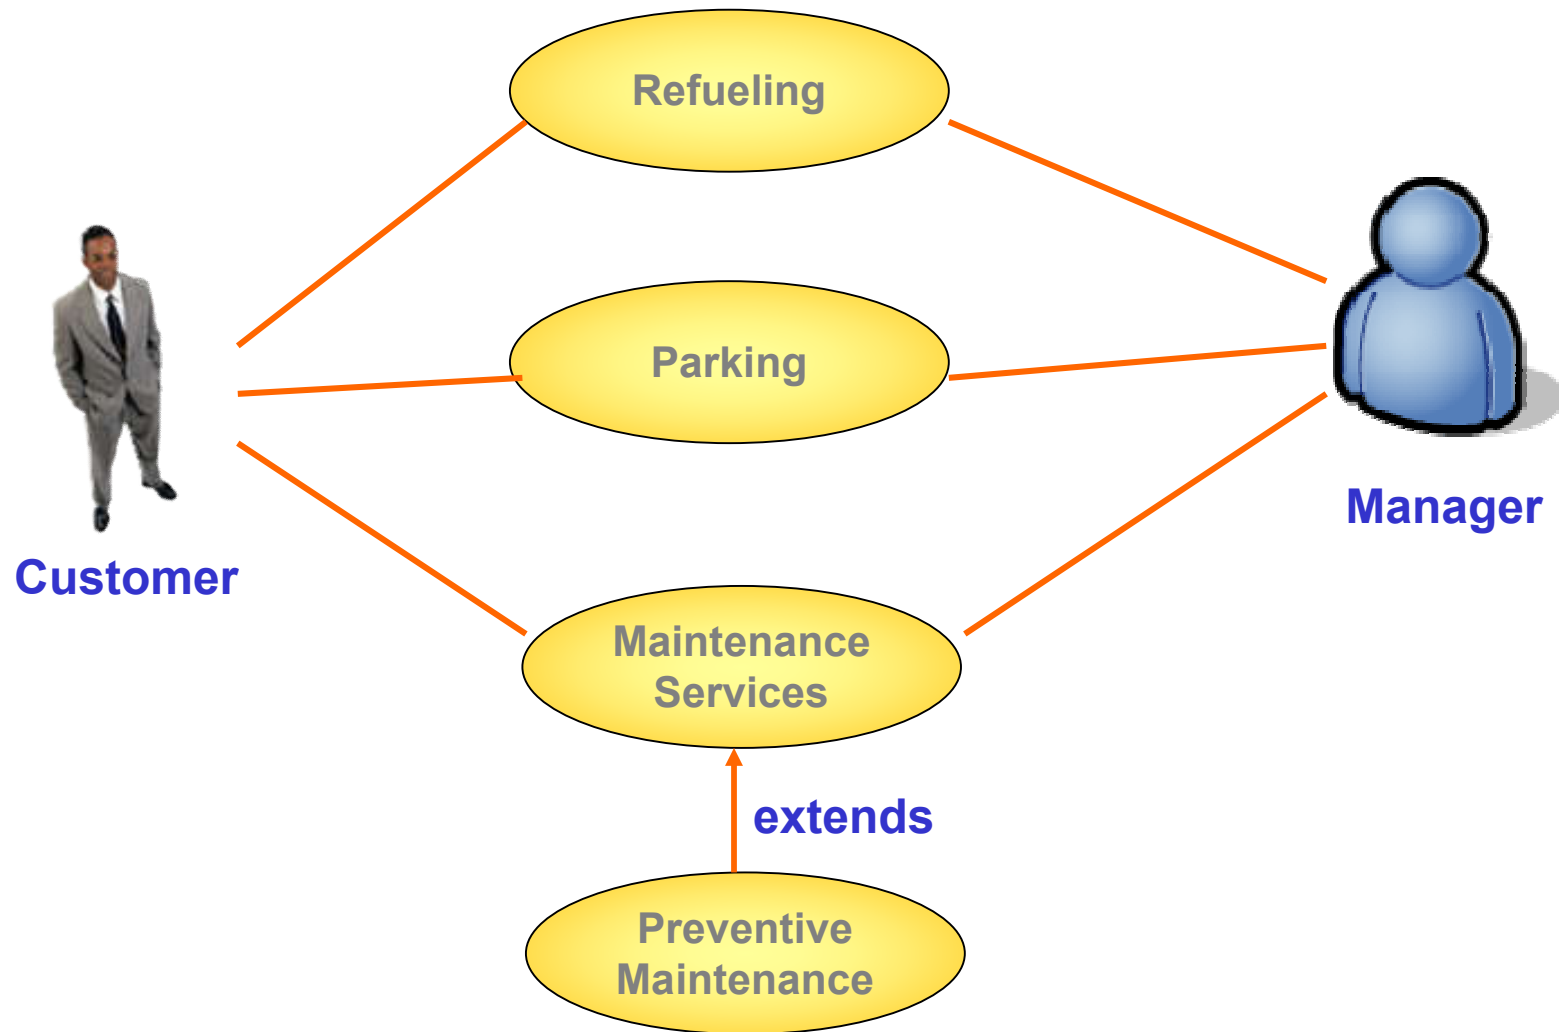 Refueling
Parking
Manager
Customer
Maintenance
Services
extends
Preventive
Maintenance